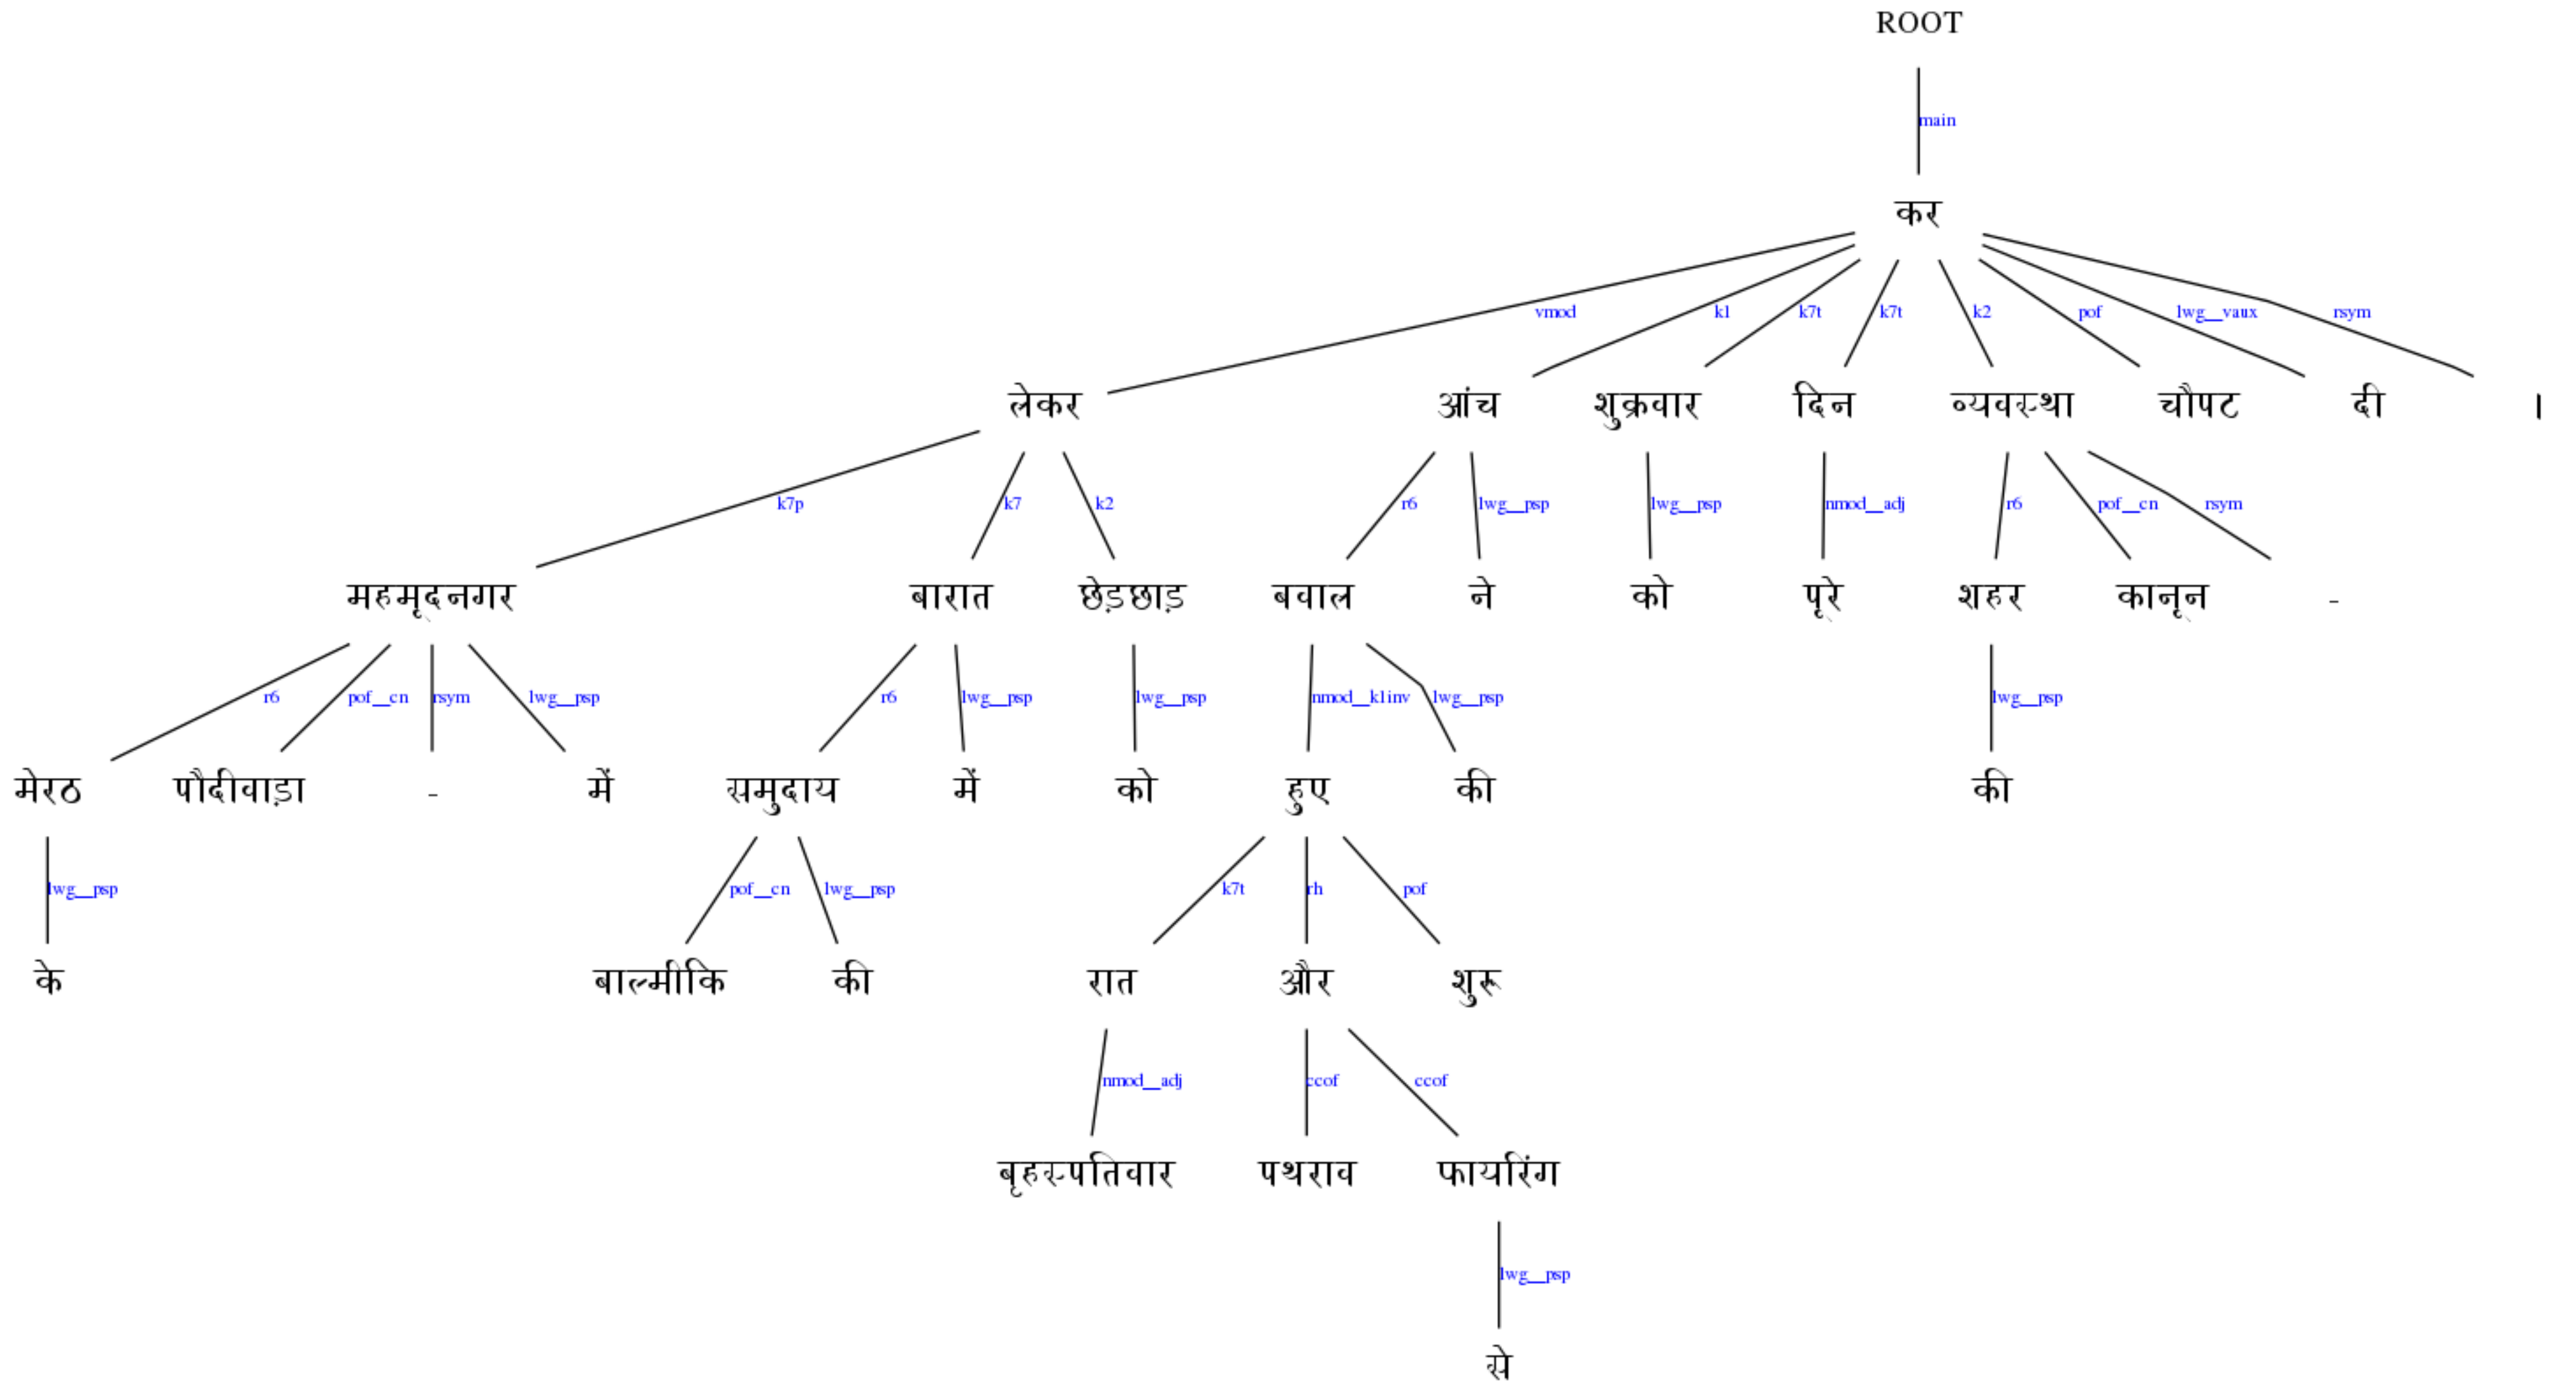 ROOT
main
कर
vmod k1 k7t k7t k2 pof lwg__vaux rsym
लेकर आंच शुक्रवार दिन व्यवस्था चौपट दी ।
k7p k7 k2 r6 lwg__psp lwg__psp nmod__adj r6 pof__cn rsym
महमूदनगर बारात छेड़छाड़ बवाल ने को पूरे शहर कानून -
r6 pof__cn rsym lwg__psp r6 lwg__psp lwg__psp nmod__k1inv lwg__psp lwg__psp
मेरठ पौदीवाड़ा - में समुदाय में को हुए की की
lwg__psp pof__cn lwg__psp k7t rh pof
के बाल्मीकि की रात और शुरू
nmod__adj ccof ccof
बृहस्पतिवार पथराव फायरिंग
lwg__psp
से